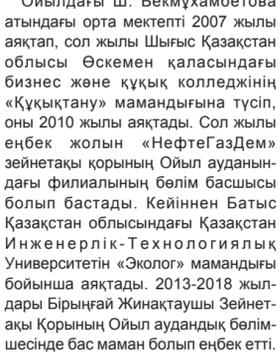 Ойылдағы Ш. Бекмұхамбетова
атындағы орта мектепті 2007 жылы
аяқтап, сол жылы Шығыс Қазақстан
облысы Өскемен қаласындағы
бизнес және құқық колледжінің
«Құқықтану» мамандығына түсіп,
оны 2010 жылы аяқтады. Сол жылы
еңбек жолын «НефтеГазДем»
зейнетақы қорының Ойыл ауданын-
дағы филиалының бөлім басшысы
болып бастады. Кейіннен Батыс
Қазақстан облысындағы Қазақстан
Инженерлік-Технологиялық
Университетін «Эколог» мамандығы
бойынша аяқтады. 2013-2018 жыл-
дары Бірыңғай Жинақтаушы Зейнет-
ақы Қорының Ойыл аудандық бөлім-
шесінде бас маман болып еңбек етті.